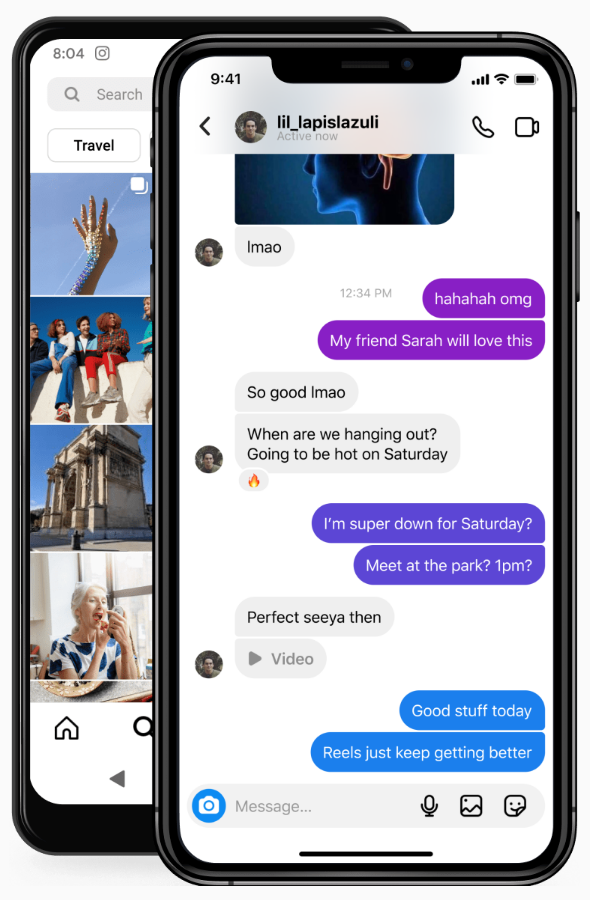 8:04
Search
Travel
9:41
lil_lapislazuli
Active now
lmao
12:34 PM
hahahah omg
My friend Sarah will love this
So good lmao
When are we hanging out?
Going to be hot on Saturday
I'm super down for Saturday?
Meet at the park? 1pm?
Perfect seeya then
Video
Good stuff today
Reels just keep getting better
Message...